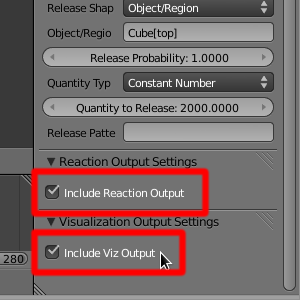 Release Shap Object/Region
Object/Regio Cube[top]
Release Probability: 1.0000
Quantity Typ Constant Number
Quantity to Release: 2000.0000
Release Patte
Reaction Output Settings
Include Reaction Output
Visualization Output Settings
Include Viz Output
280